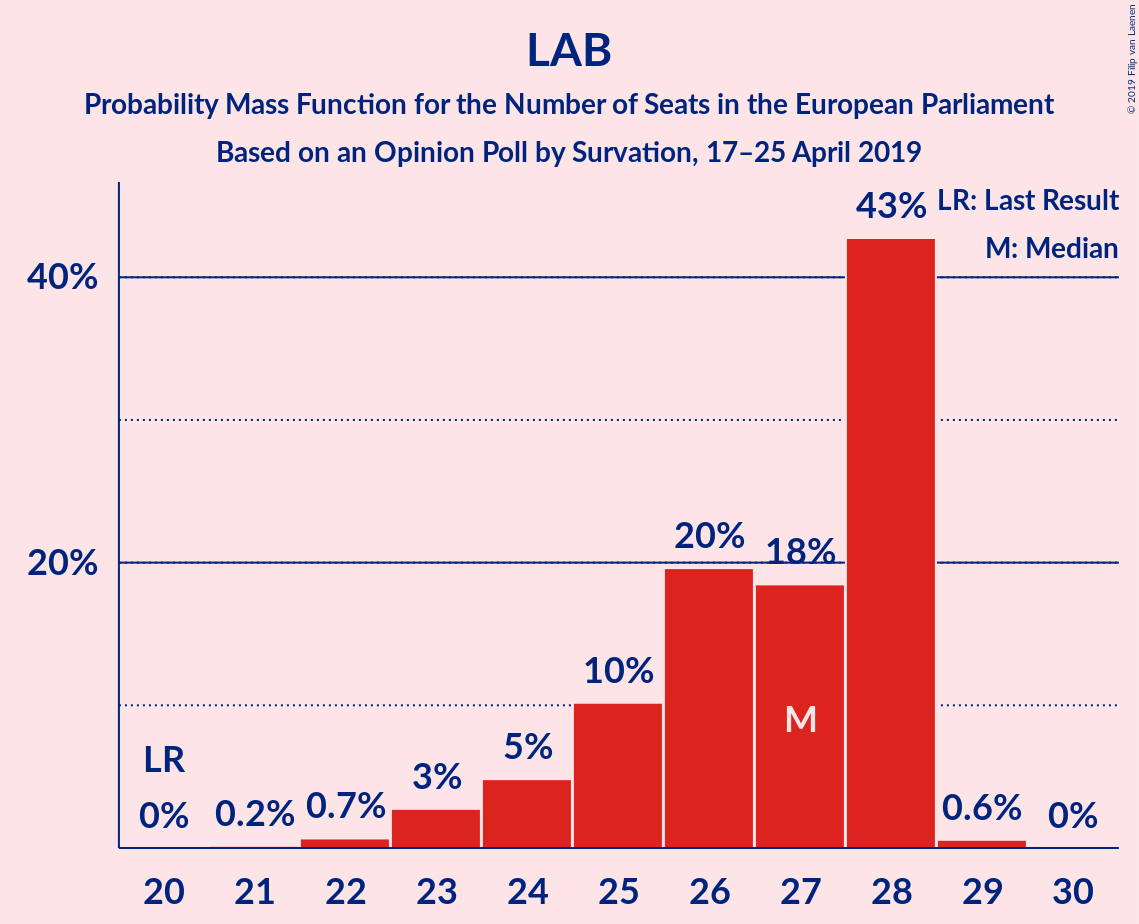 LAB
Probability Mass Function for the Number of Seats in the European Parliament
Based on an Opinion Poll by Survation, 17–25 April 2019
© 2019 Filip van Laenen
LR: Last Result
M: Median
43%
40%
20%
20%
18%
10%
M
5%
3%
LR
0%
0.2%
0.7%
0.6%
0%
20 21 22 23 24 25 26 27 28 29 30